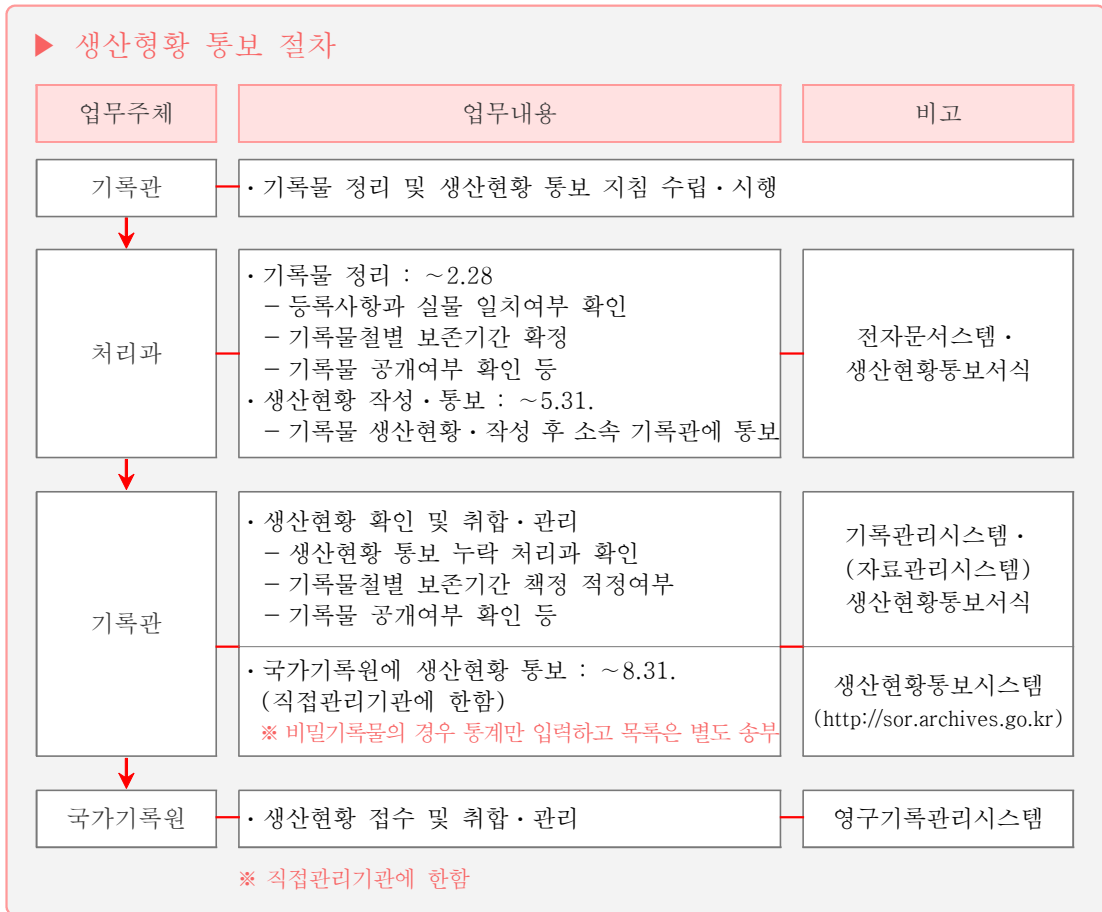 ▶ 생산형황 통보 절차
업무주체
업무내용
비고
기록관
· 기록물 정리 및 생산현황 통보 지침 수립·시행
처리과
· 기록물 정리 : ~2.28
- 등록사항과 실물 일치여부 확인
- 기록물철별 보존기간 확정
- 기록물 공개여부 확인 등
· 생산현황 작성·통보 : ~5.31.
- 기록물 생산현황·작성 후 소속 기록관에 통보
전자문서스템·
생산현황통보서식
기록관
· 생산현황 확인 및 취합·관리
- 생산현황 통보 누락 처리과 확인
- 기록물철별 보존기간 책정 적정여부
- 기록물 공개여부 확인 등
기록관리시스템·
(자료관리시스템)
생산현황통보서식
· 국가기록원에 생산현황 통보 : ~8.31.
(직접관리기관에 한함)
※ 비밀기록물의 경우 통계만 입력하고 목록은 별도 송부
생산현황통보시스템
(http://sor.archives.go.kr)
국가기록원
· 생산현황 접수 및 취합·관리
영구기록관리시스템
※ 직접관리기관에 한함